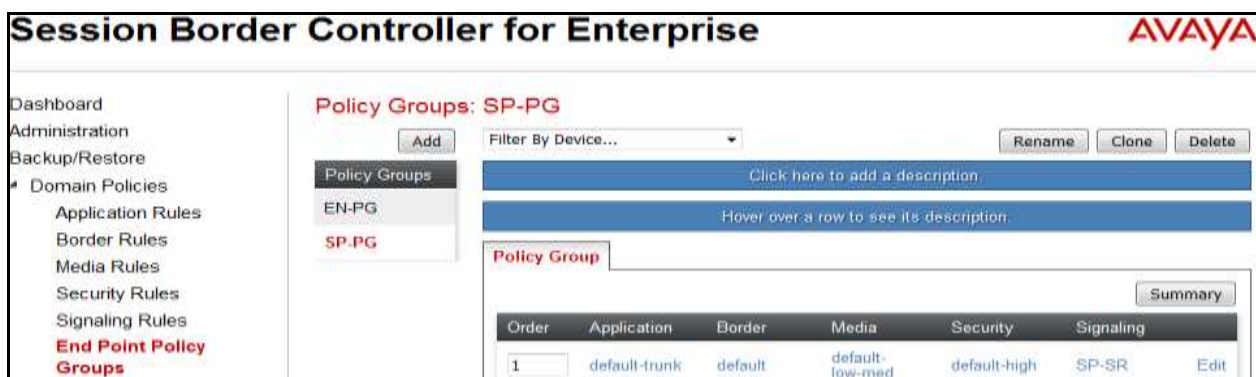 Session Border Controller for Enterprise
AVAYA
Dashboard
Administration
Backup/Restore
Domain Policies
Application Rules
Border Rules
Media Rules
Security Rules
Signaling Rules
End Point Policy
Groups
Policy Groups: SP-PG
Add
Filter By Device...
Rename
Clone
Delete
Policy Groups
EN-PG
SP-PG
Click here to add a description.
Hover over a row to see its description.
Policy Group
Summary
Order Application Border Media Security Signaling
1 default-trunk default default-
low-med default-high SP-SR Edit